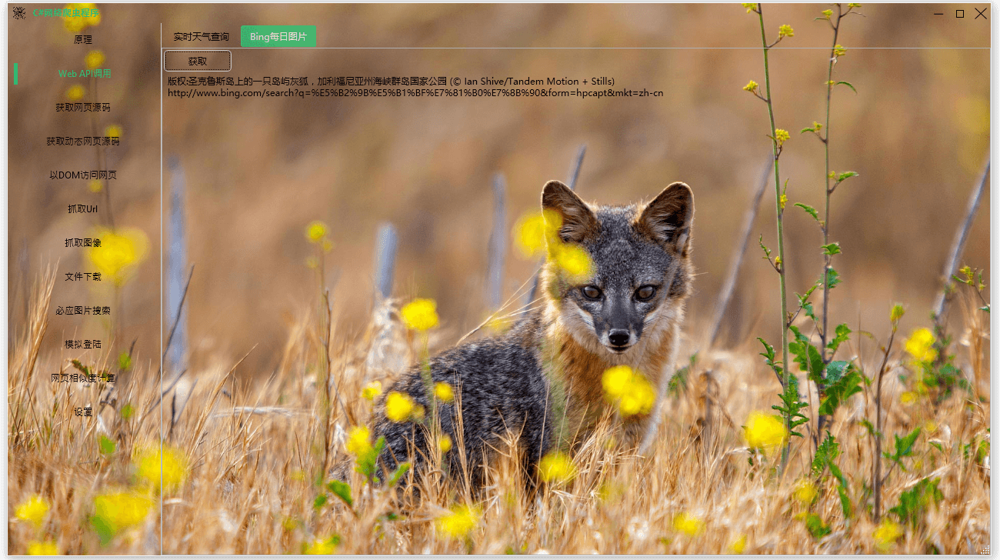 C#网络爬虫程序
原理
Web API调用
获取网页源码
获取动态网页源码
以DOM访问网页
抓取Url
抓取图像
文件下载
必应图片搜索
模拟登陆
网页相似度计算
设置
实时天气查询
Bing每日图片
获取
版权:圣克鲁斯岛上的一只岛屿灰狐，加利福尼亚州海峡群岛国家公园 (© Ian Shive/Tandem Motion + Stills)
http://www.bing.com/search?q=%E5%B2%9B%E5%B1%BF%E7%81%B0%E7%8B%90&form=hpcapt&mkt=zh-cn